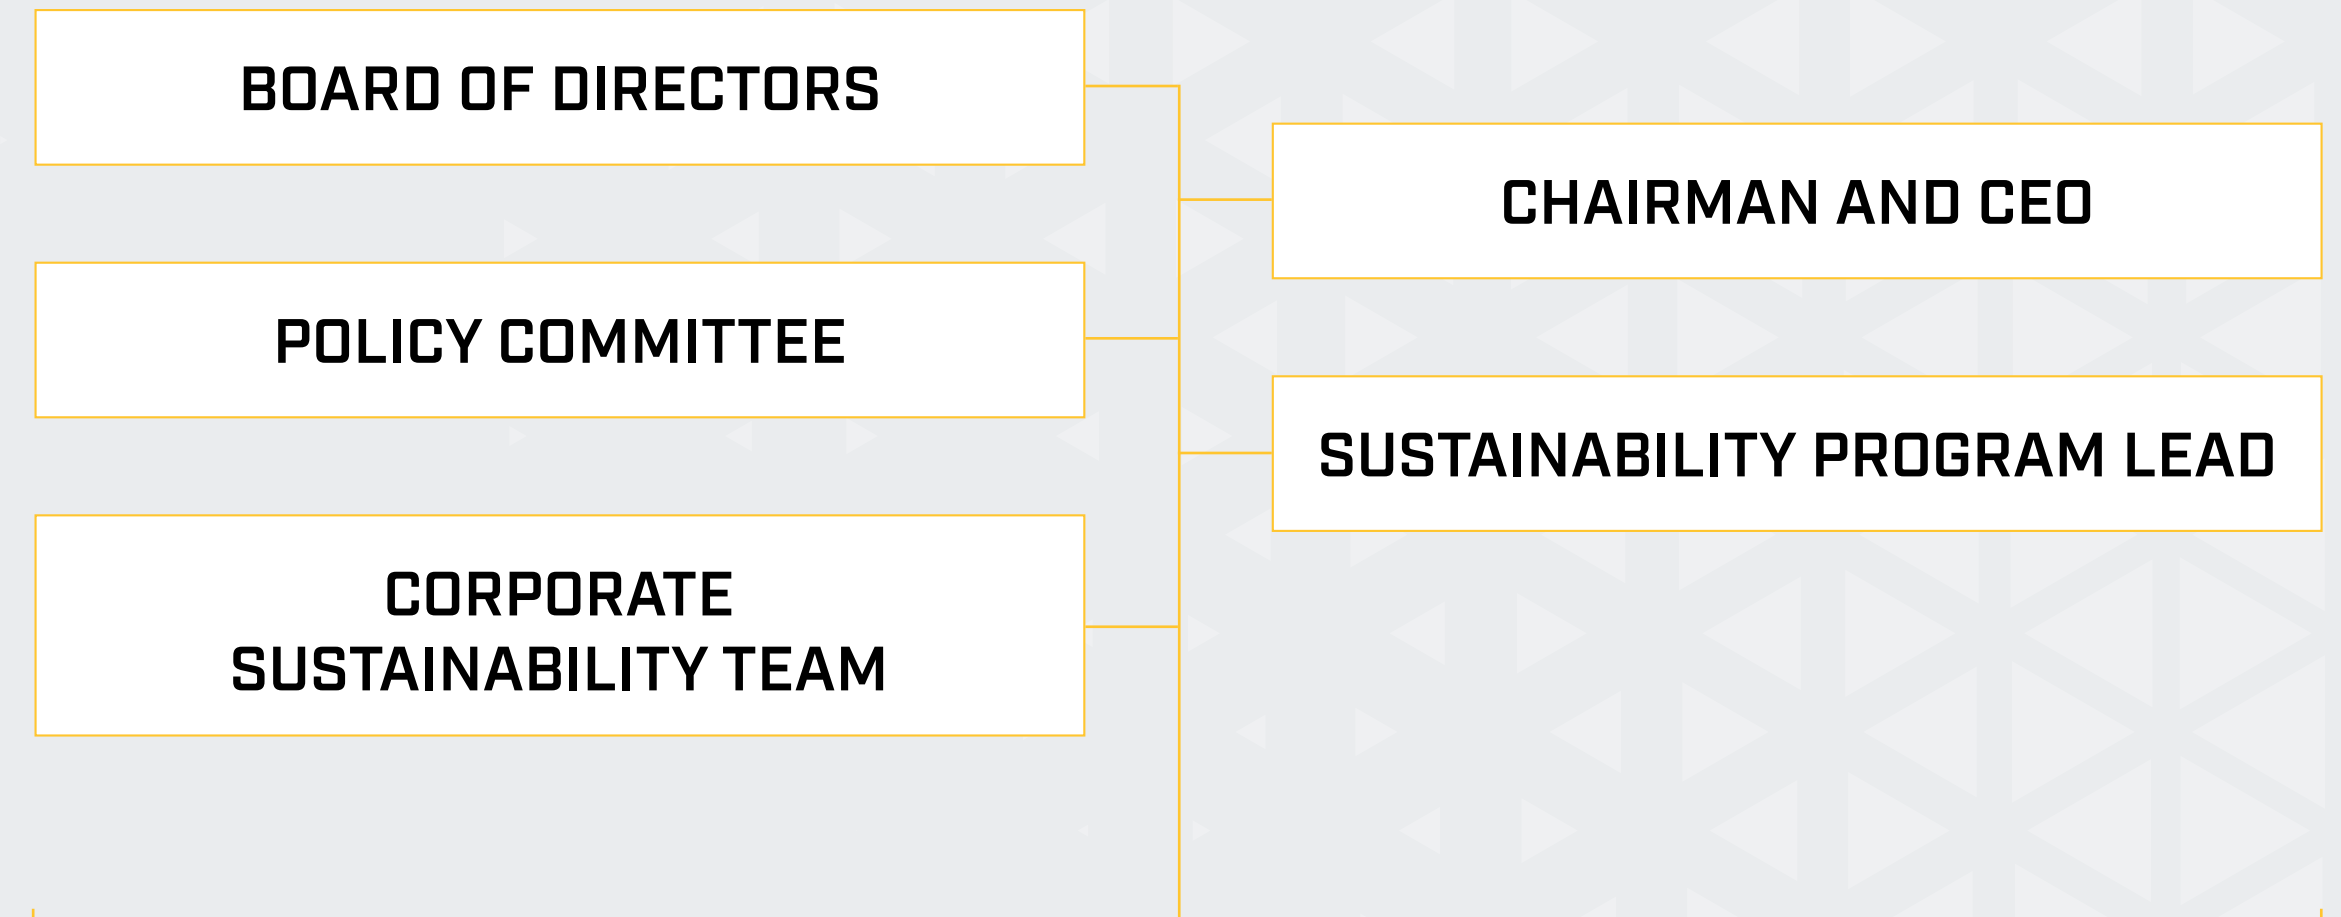 BOARD OF DIRECTORS
CHAIRMAN AND CEO
POLICY COMMITTEE
SUSTAINABILITY PROGRAM LEAD
CORPORATE
SUSTAINABILITY TEAM